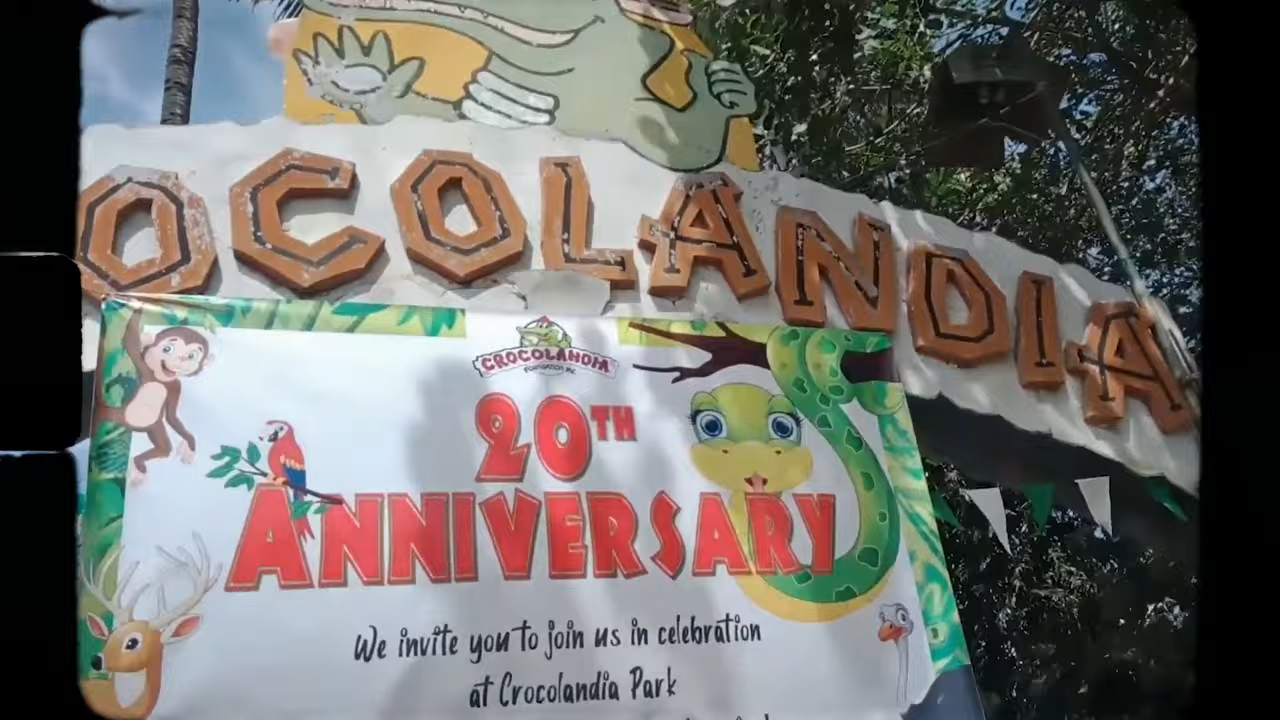 OCOLANDIA
CROCOLANDIA
FOUNDATION INC
20TH
ANNIVERSARY
We invite you to join us in celebration
at Crocolandia Park